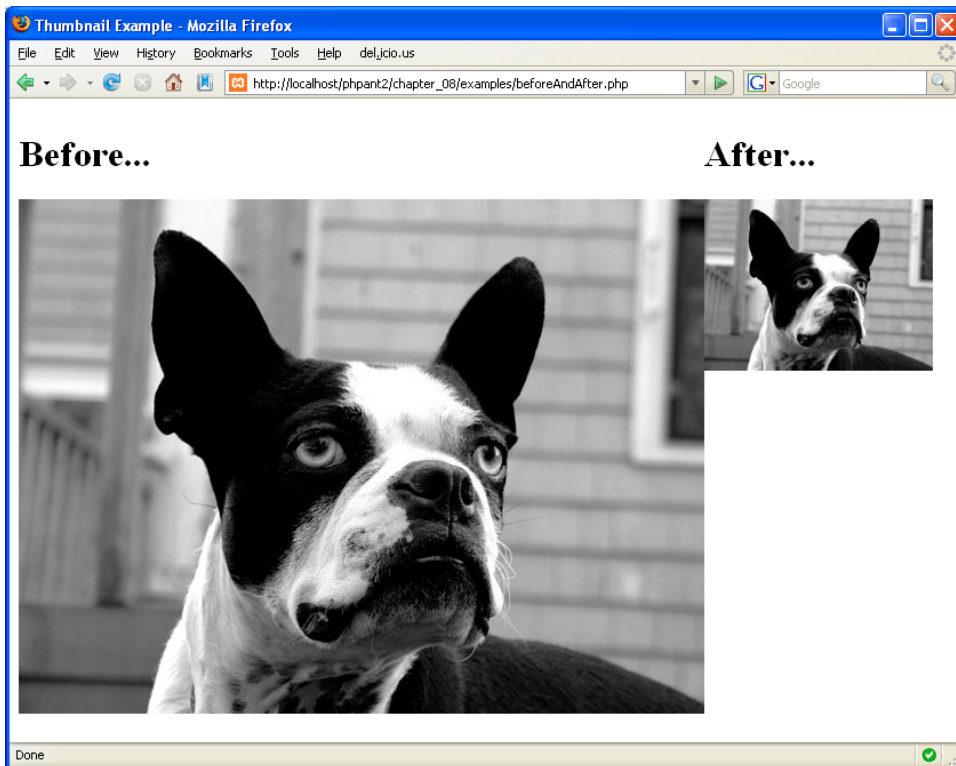 Thumbnail Example - Mozilla Firefox
File Edit View History Bookmarks Tools Help del.icio.us
http://localhost/phpant2/chapter_08/examples/beforeAndAfter.php G Google
Before... After...
Done